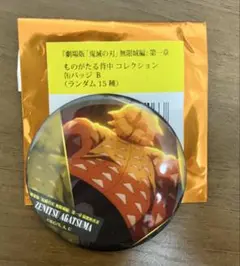 『劇場版「鬼滅の刃」無限城編』第一章
ものがたる背中コレクション
缶バッジ B
(ランダム15種)
ZENITSU AGATSUMA